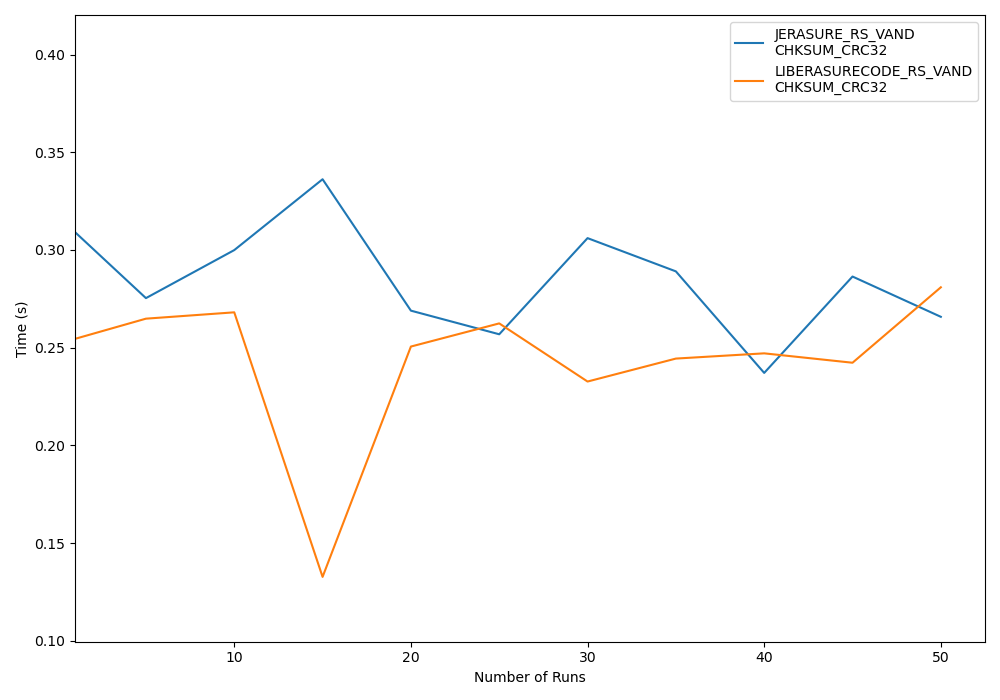 JERASURE_RS_VAND
CHKSUM_CRC32
LIBERASURECODE_RS_VAND
CHKSUM_CRC32
0.40
0.35
0.30
0.25
0.20
0.15
0.10
Time (s)
10 20 30 40 50
Number of Runs